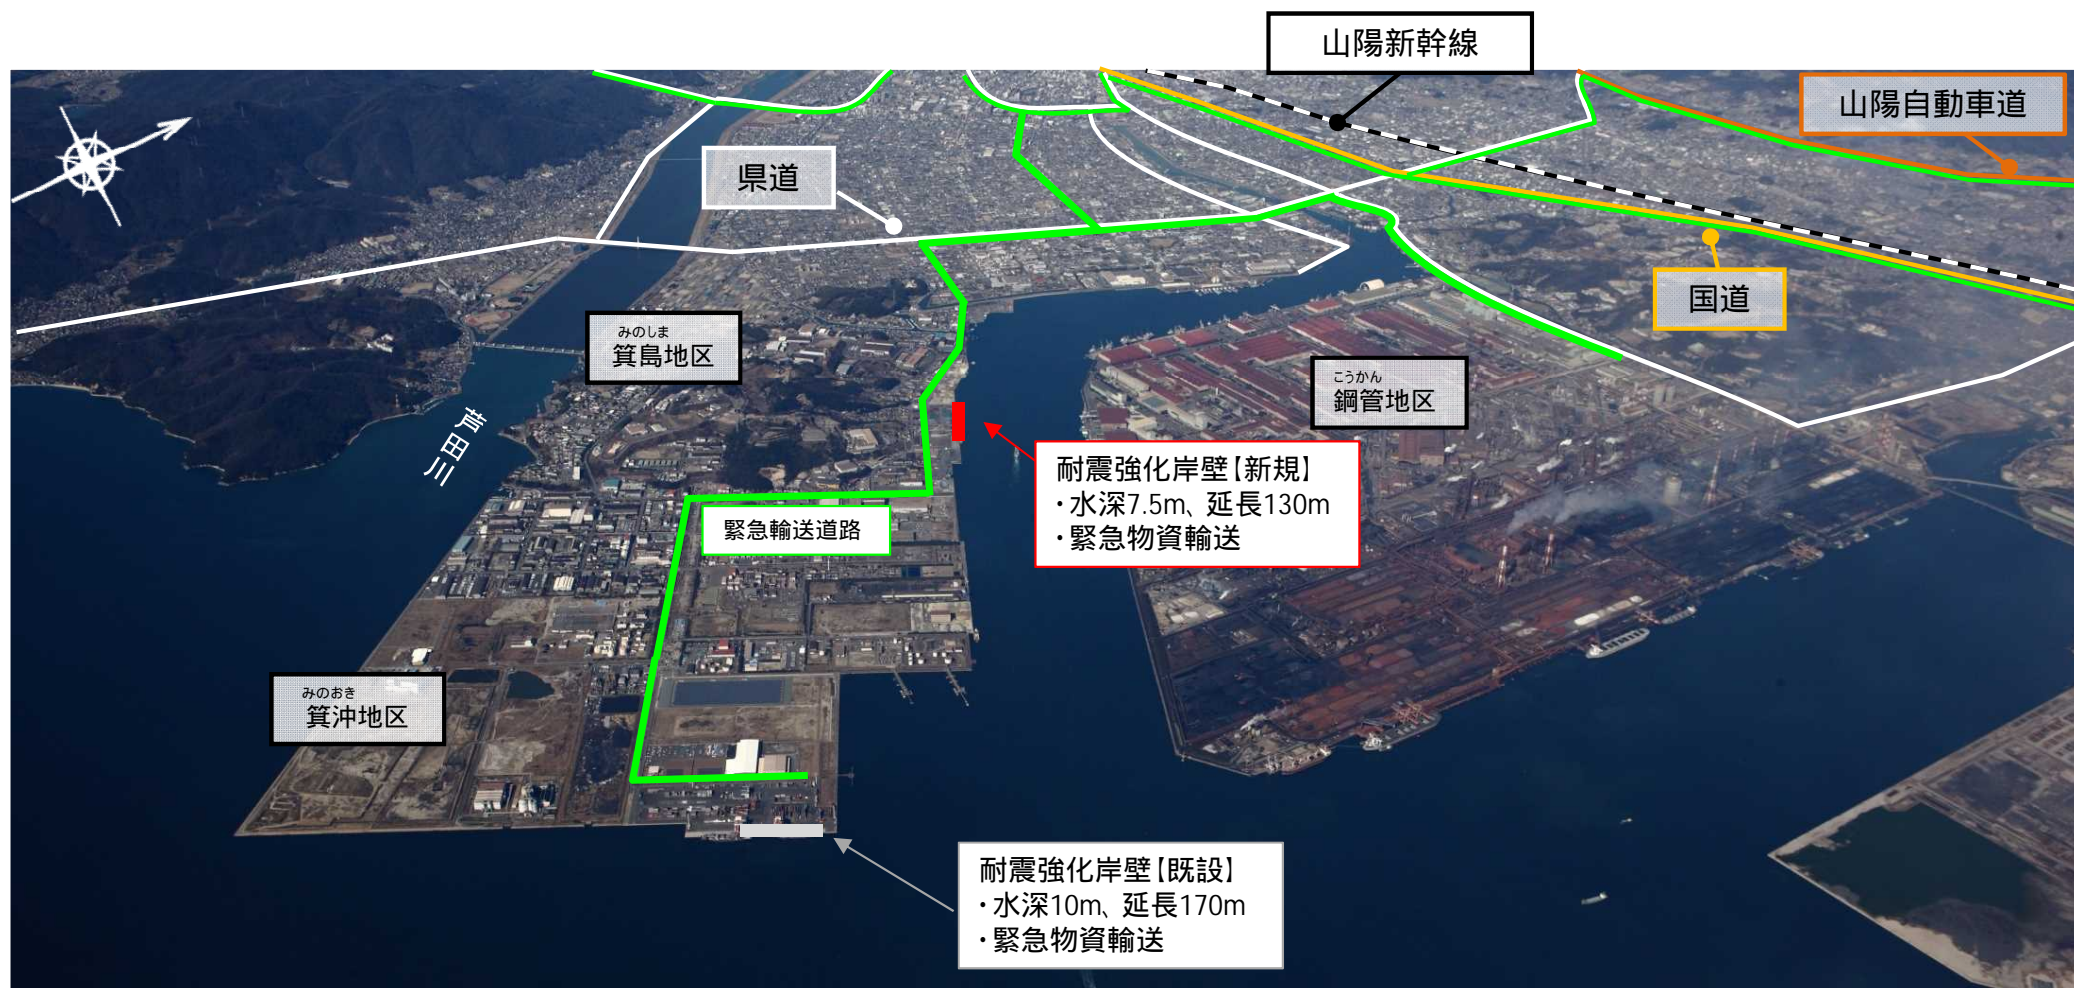 山陽新幹線
山陽自動車道
県道
国道
みのしま
箕島地区
こうかん
鋼管地区
芦田川
耐震強化岸壁【新規】
・水深7.5m、延長130m
・緊急物資輸送
緊急輸送道路
みのおき
箕沖地区
耐震強化岸壁【既設】
・水深10m、延長170m
・緊急物資輸送